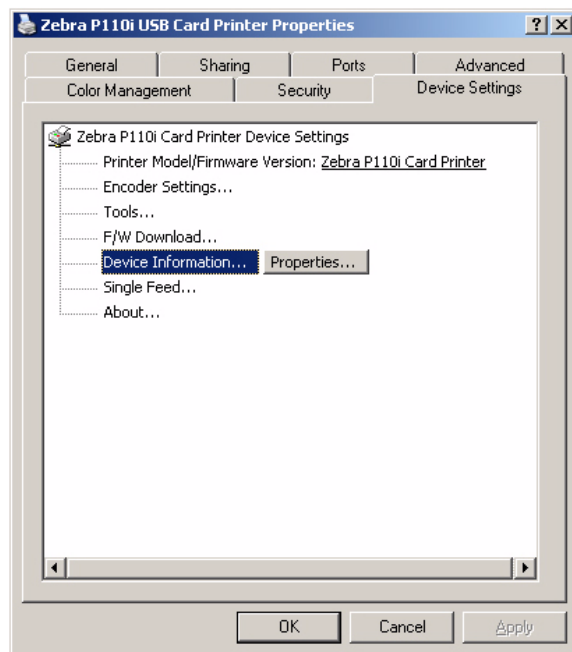 Zebra P110i USB Card Printer Properties
General Sharing Ports Advanced
Color Management Security Device Settings
Zebra P110i Card Printer Device Settings
Printer Model/Firmware Version: Zebra P110i Card Printer
Encoder Settings...
Tools...
F/W Download...
Device Information... Properties...
Single Feed...
About...
OK Cancel Apply